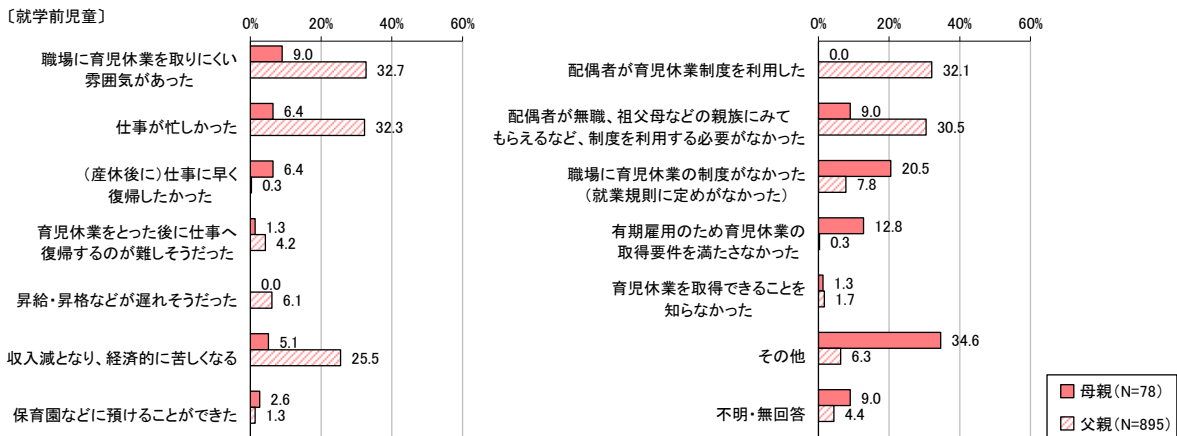 〔就学前児童〕
0% 20% 40% 60%
職場に育児休業を取りにくい
雰囲気があった
9.0
32.7
仕事が忙しかった
6.4
32.3
（産休後に）仕事に早く
復帰したかった
6.4
0.3
育児休業をとった後に仕事へ
復帰するのが難しそうだった
1.3
4.2
昇給・昇格などが遅れそうだった
0.0
6.1
収入減となり、経済的に苦しくなる
5.1
25.5
保育園などに預けることができた
2.6
1.3
0% 20% 40% 60%
配偶者が育児休業制度を利用した
0.0
32.1
配偶者が無職、祖父母などの親族にみて
もらえるなど、制度を利用する必要がなかった
9.0
30.5
職場に育児休業の制度がなかった
（就業規則に定めがなかった）
20.5
7.8
有期雇用のため育児休業の
取得要件を満たさなかった
12.8
0.3
育児休業を取得できることを
知らなかった
1.3
1.7
その他
34.6
6.3
不明・無回答
9.0
4.4
母親（N=78）
父親（N=895）